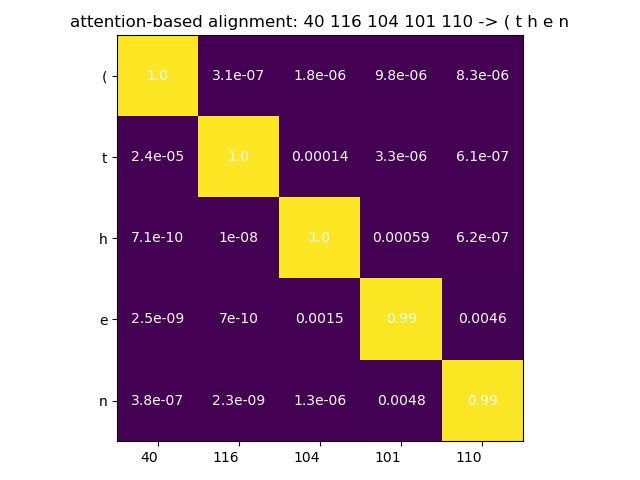 attention-based alignment: 40 116 104 101 110 -> ( t h e n
( 1.0 3.1e-07 1.8e-06 9.8e-06 8.3e-06
t 2.4e-05 1.0 0.00014 3.3e-06 6.1e-07
h 7.1e-10 1e-08 1.0 0.00059 6.2e-07
e 2.5e-09 7e-10 0.0015 0.99 0.0046
n 3.8e-07 2.3e-09 1.3e-06 0.0048 0.99
40 116 104 101 110